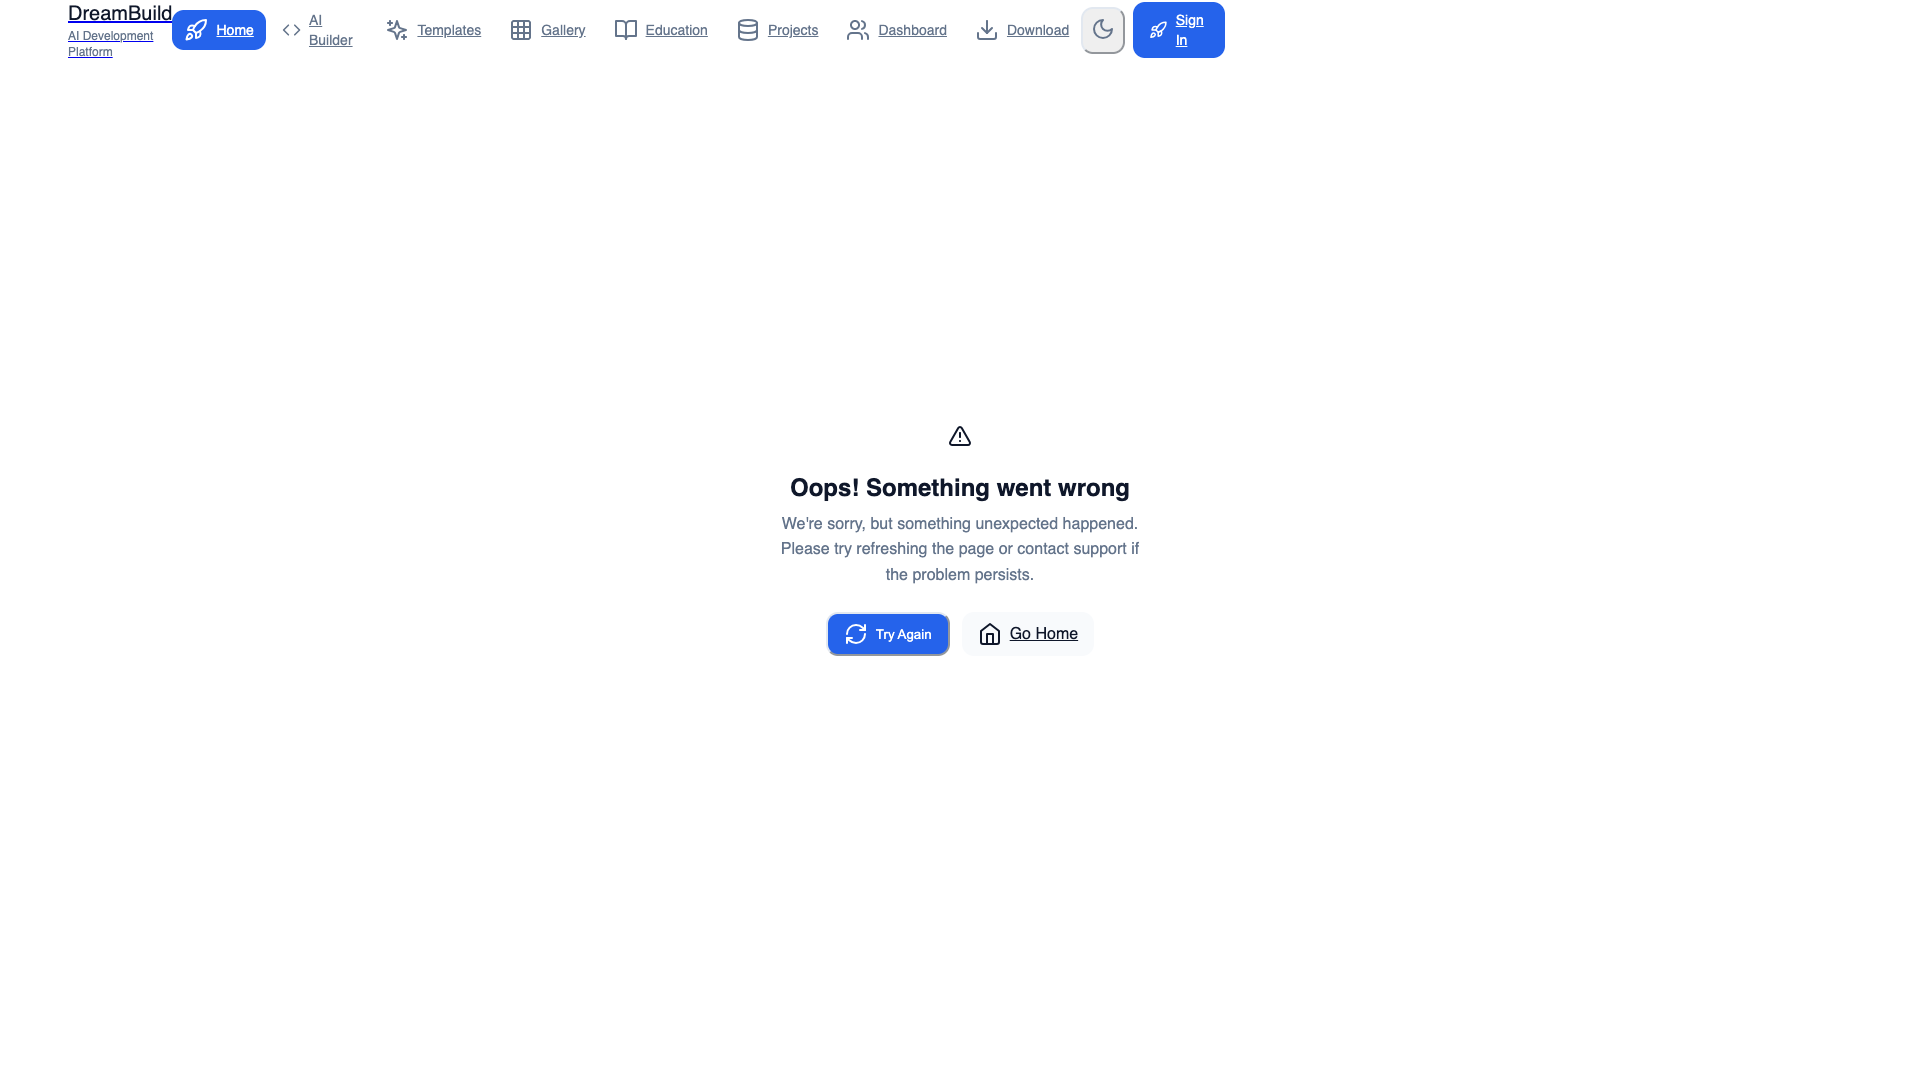 DreamBuild
AI Development
Platform
Home
AI
Builder
Templates
Gallery
Education
Projects
Dashboard
Download
Sign
In
Oops! Something went wrong
We're sorry, but something unexpected happened.
Please try refreshing the page or contact support if
the problem persists.
Try Again
Go Home